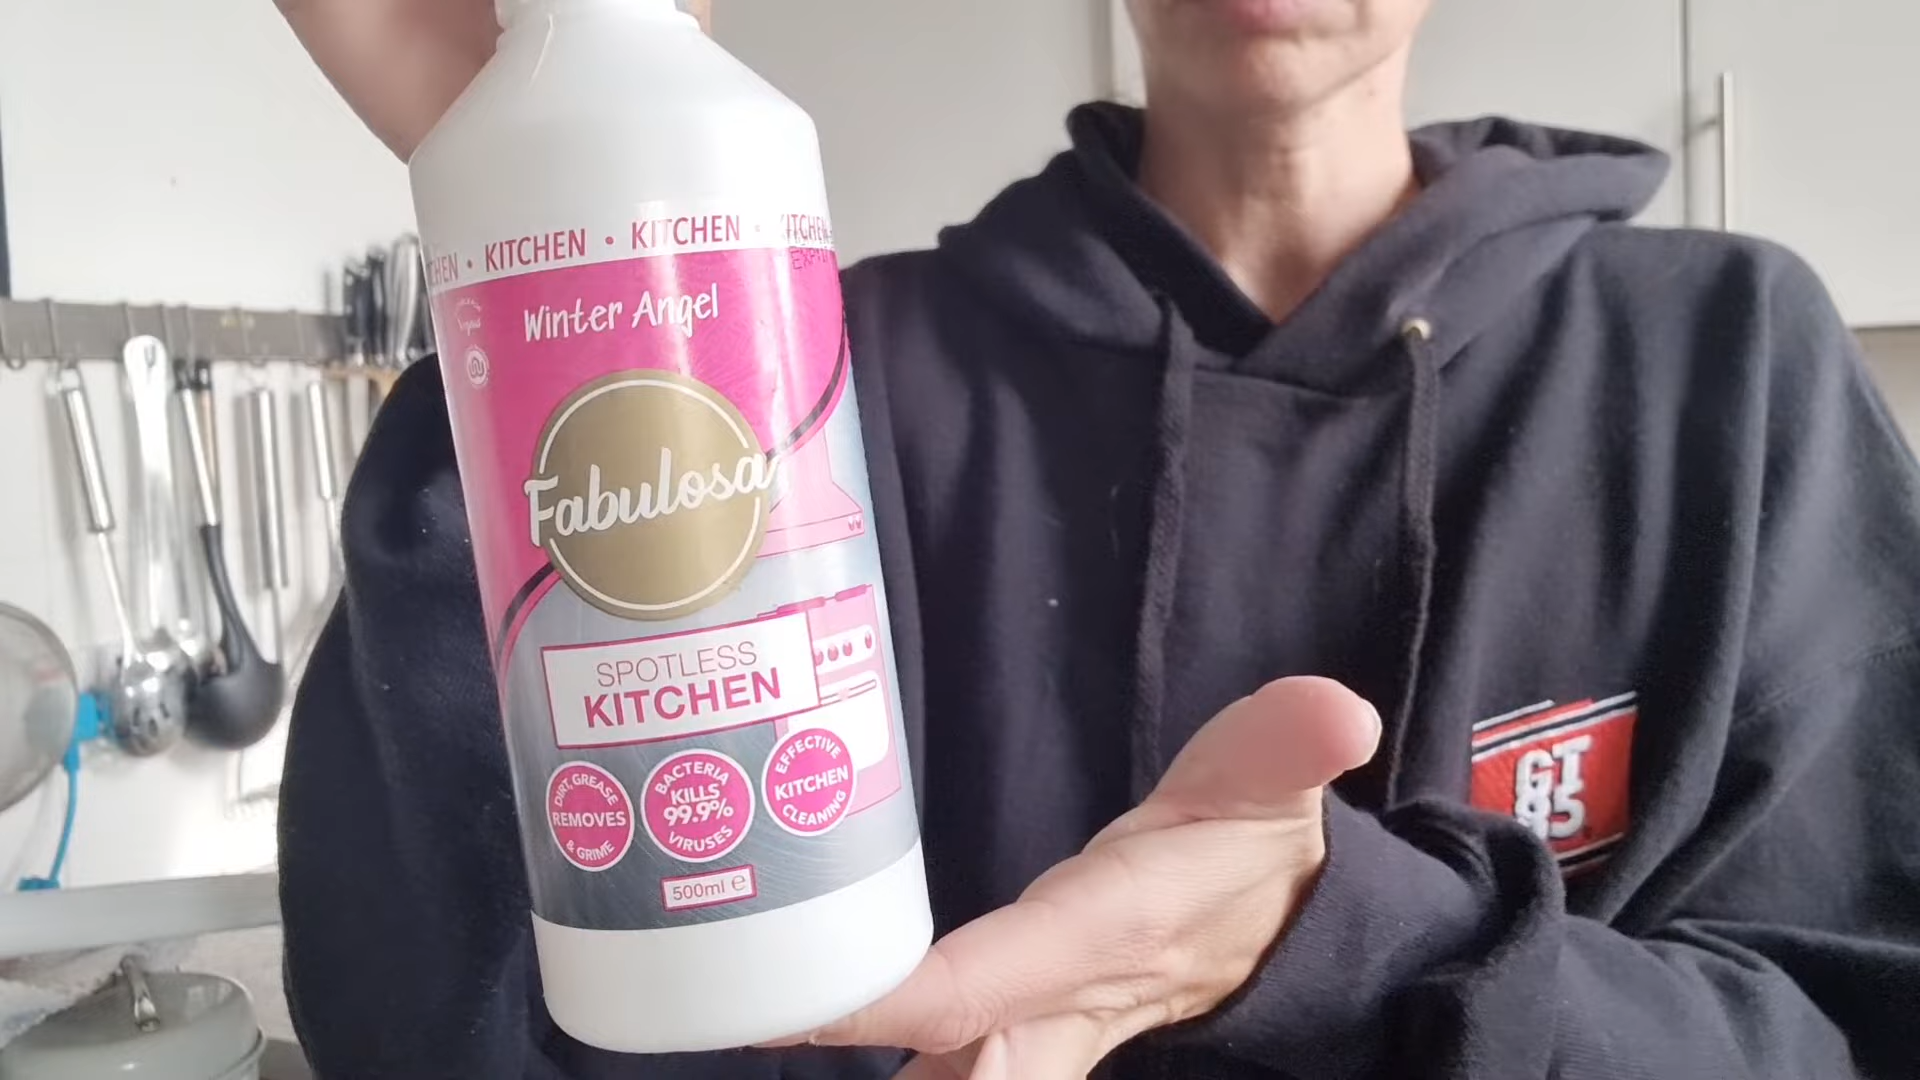 KITCHEN • KITCHEN • KITCHEN
Winter Angel
Fabulosa
SPOTLESS
KITCHEN
DIRT, GREASE
REMOVES
& GRIME
BACTERIA
KILLS
99.9%
VIRUSES
EFFECTIVE
KITCHEN
CLEANING
500ml e
GT
85